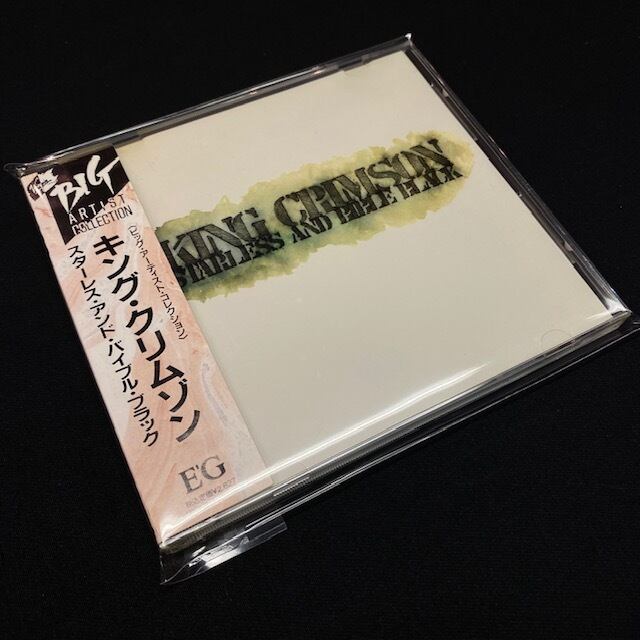 The
BIG
ARTIST
COLLECTION
〈ビッグ・アーティスト・コレクション〉
キング・クリムゾン
スターレス・アンド・バイブル・ブラック
E'G
KING CRIMSON
STARLESS AND BIBLE BLACK